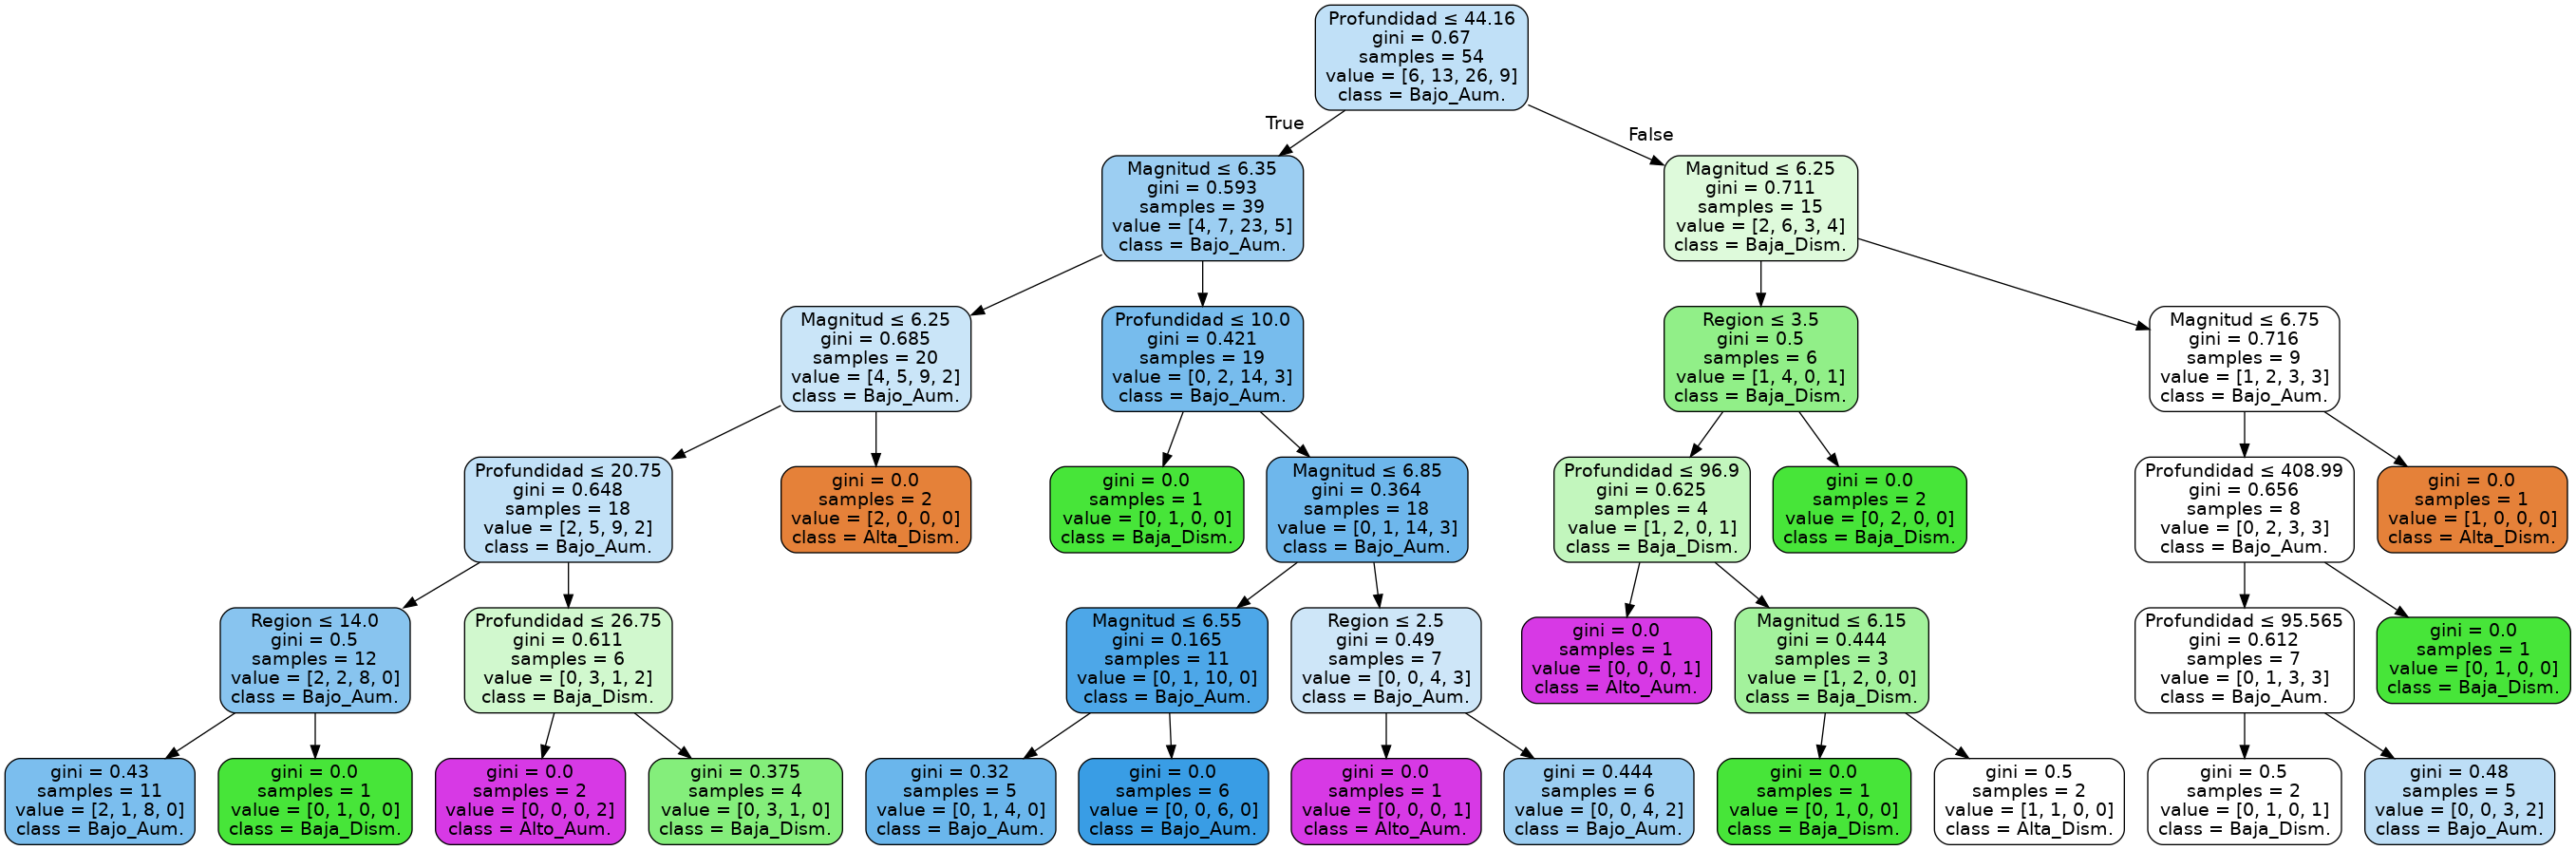 Profundidad ≤ 44.16
gini = 0.67
samples = 54
value = [6, 13, 26, 9]
class = Bajo_Aum.
True
False
Magnitud ≤ 6.35
gini = 0.593
samples = 39
value = [4, 7, 23, 5]
class = Bajo_Aum.
Magnitud ≤ 6.25
gini = 0.711
samples = 15
value = [2, 6, 3, 4]
class = Baja_Dism.
Magnitud ≤ 6.25
gini = 0.685
samples = 20
value = [4, 5, 9, 2]
class = Bajo_Aum.
Profundidad ≤ 10.0
gini = 0.421
samples = 19
value = [0, 2, 14, 3]
class = Bajo_Aum.
Region ≤ 3.5
gini = 0.5
samples = 6
value = [1, 4, 0, 1]
class = Baja_Dism.
Magnitud ≤ 6.75
gini = 0.716
samples = 9
value = [1, 2, 3, 3]
class = Bajo_Aum.
Profundidad ≤ 20.75
gini = 0.648
samples = 18
value = [2, 5, 9, 2]
class = Bajo_Aum.
gini = 0.0
samples = 2
value = [2, 0, 0, 0]
class = Alta_Dism.
gini = 0.0
samples = 1
value = [0, 1, 0, 0]
class = Baja_Dism.
Magnitud ≤ 6.85
gini = 0.364
samples = 18
value = [0, 1, 14, 3]
class = Bajo_Aum.
Profundidad ≤ 96.9
gini = 0.625
samples = 4
value = [1, 2, 0, 1]
class = Baja_Dism.
gini = 0.0
samples = 2
value = [0, 2, 0, 0]
class = Baja_Dism.
Profundidad ≤ 408.99
gini = 0.656
samples = 8
value = [0, 2, 3, 3]
class = Bajo_Aum.
gini = 0.0
samples = 1
value = [1, 0, 0, 0]
class = Alta_Dism.
Region ≤ 14.0
gini = 0.5
samples = 12
value = [2, 2, 8, 0]
class = Bajo_Aum.
Profundidad ≤ 26.75
gini = 0.611
samples = 6
value = [0, 3, 1, 2]
class = Baja_Dism.
Magnitud ≤ 6.55
gini = 0.165
samples = 11
value = [0, 1, 10, 0]
class = Bajo_Aum.
Region ≤ 2.5
gini = 0.49
samples = 7
value = [0, 0, 4, 3]
class = Bajo_Aum.
gini = 0.0
samples = 1
value = [0, 0, 0, 1]
class = Alto_Aum.
Magnitud ≤ 6.15
gini = 0.444
samples = 3
value = [1, 2, 0, 0]
class = Baja_Dism.
Profundidad ≤ 95.565
gini = 0.612
samples = 7
value = [0, 1, 3, 3]
class = Bajo_Aum.
gini = 0.0
samples = 1
value = [0, 1, 0, 0]
class = Baja_Dism.
gini = 0.43
samples = 11
value = [2, 1, 8, 0]
class = Bajo_Aum.
gini = 0.0
samples = 1
value = [0, 1, 0, 0]
class = Baja_Dism.
gini = 0.0
samples = 2
value = [0, 0, 0, 2]
class = Alto_Aum.
gini = 0.375
samples = 4
value = [0, 3, 1, 0]
class = Baja_Dism.
gini = 0.32
samples = 5
value = [0, 1, 4, 0]
class = Bajo_Aum.
gini = 0.0
samples = 6
value = [0, 0, 6, 0]
class = Bajo_Aum.
gini = 0.0
samples = 1
value = [0, 0, 0, 1]
class = Alto_Aum.
gini = 0.444
samples = 6
value = [0, 0, 4, 2]
class = Bajo_Aum.
gini = 0.0
samples = 1
value = [0, 1, 0, 0]
class = Baja_Dism.
gini = 0.5
samples = 2
value = [1, 1, 0, 0]
class = Alta_Dism.
gini = 0.5
samples = 2
value = [0, 1, 0, 1]
class = Baja_Dism.
gini = 0.48
samples = 5
value = [0, 0, 3, 2]
class = Bajo_Aum.